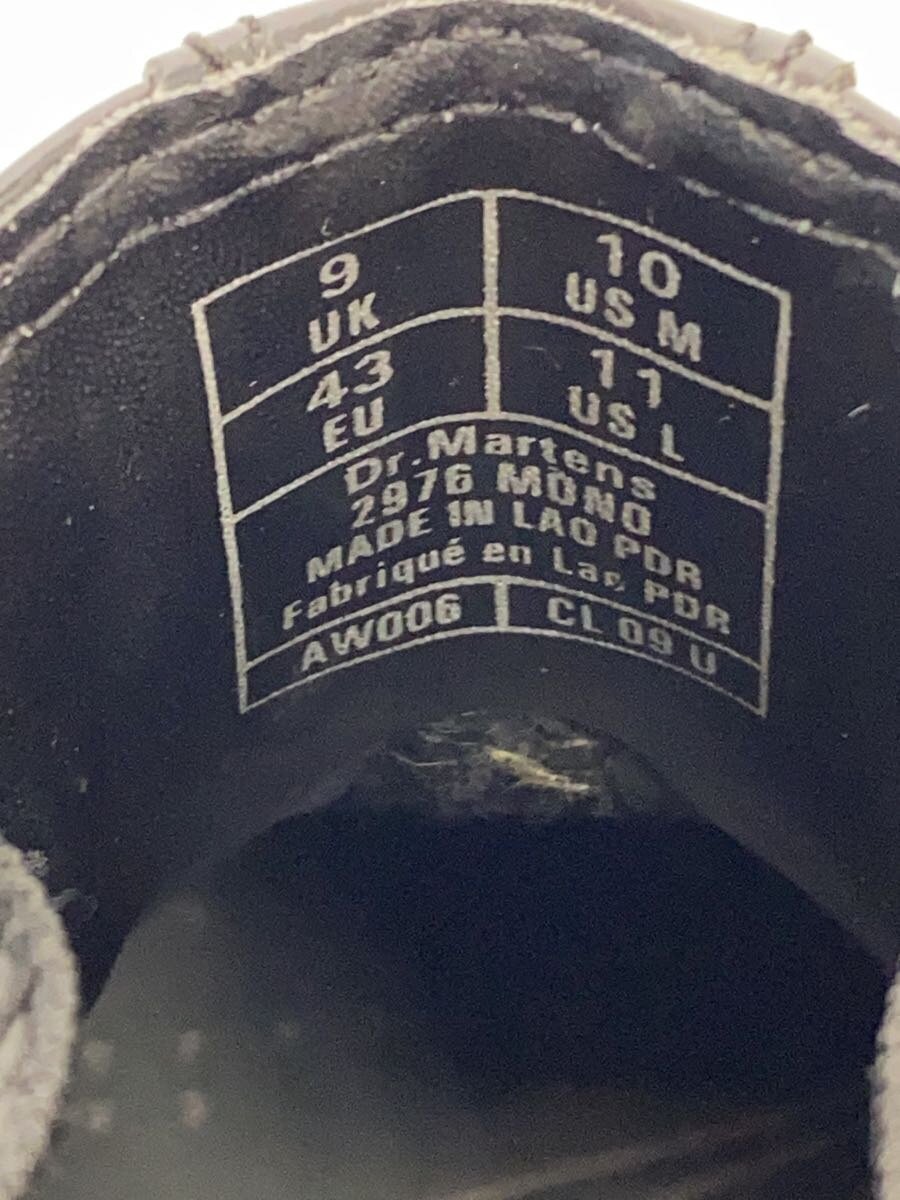 9 10
UK US M
43 11
EU US L
Dr. Martens
2976 MONO
MADE IN LAO PDR
Fabriqué en Lao PDR
AW006 CL 09 U